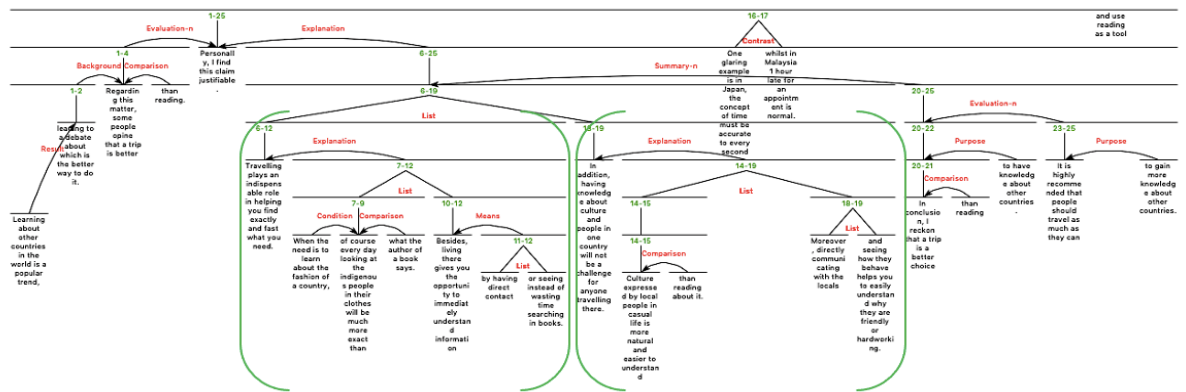 1-25
16-17
and use
reading
as a tool
Evaluation-n
Explanation
Contrast
1-4
Personall
y, I find
this claim
justifiable
.
6-25
One
glaring
example
is in
Japan,
the
concept
of time
must be
accurate
to every
second
whilst in
Malaysia
1 hour
late for
an
appointm
ent is
normal.
Background
Comparison
Summary-n
1-2
Regardin
g this
matter,
some
people
opine
that a trip
is better
than
reading.
6-19
20-25
List
Evaluation-n
leading to
a debate
about
which is
the better
way to do
it.
Result
6-12
13-19
20-22
23-25
Explanation
Explanation
Purpose
Purpose
Travelling
plays an
indispens
able role
in helping
you find
exactly
and fast
what you
need.
7-12
In
addition,
having
knowledg
e about
culture
and
people in
one
country
will not
be a
challenge
for
anyone
travelling
there.
14-19
20-21
to have
knowledg
e about
other
countries
.
It is
highly
recomme
nded that
people
should
travel as
much as
they can
to gain
more
knowledg
e about
other
countries.
List
List
Comparison
7-9
10-12
14-15
18-19
In
conclusio
n, I
reckon
that a trip
is a
better
choice
than
reading
Learning
about
other
countries
in the
world is a
popular
trend,
Condition
Comparison
Means
List
When the
need is to
learn
about the
fashion of
a country,
of course
every day
looking at
the
indigenou
s people
in their
clothes
will be
much
more
exact
than
what the
author of
a book
says.
Besides,
living
there
gives you
the
opportunit
y to
immediat
ely
understan
d
informati
on
11-12
14-15
Moreover
, directly
communi
cating
with the
locals
and
seeing
how they
behave
helps you
to easily
understan
d why
they are
friendly
or
hardworki
ng.
List
Comparison
by having
direct
contact
or seeing
instead of
wasting
time
searching
in books.
Culture
expresse
d by local
people in
casual
life is
more
natural
and
easier to
understan
d
than
reading
about it.